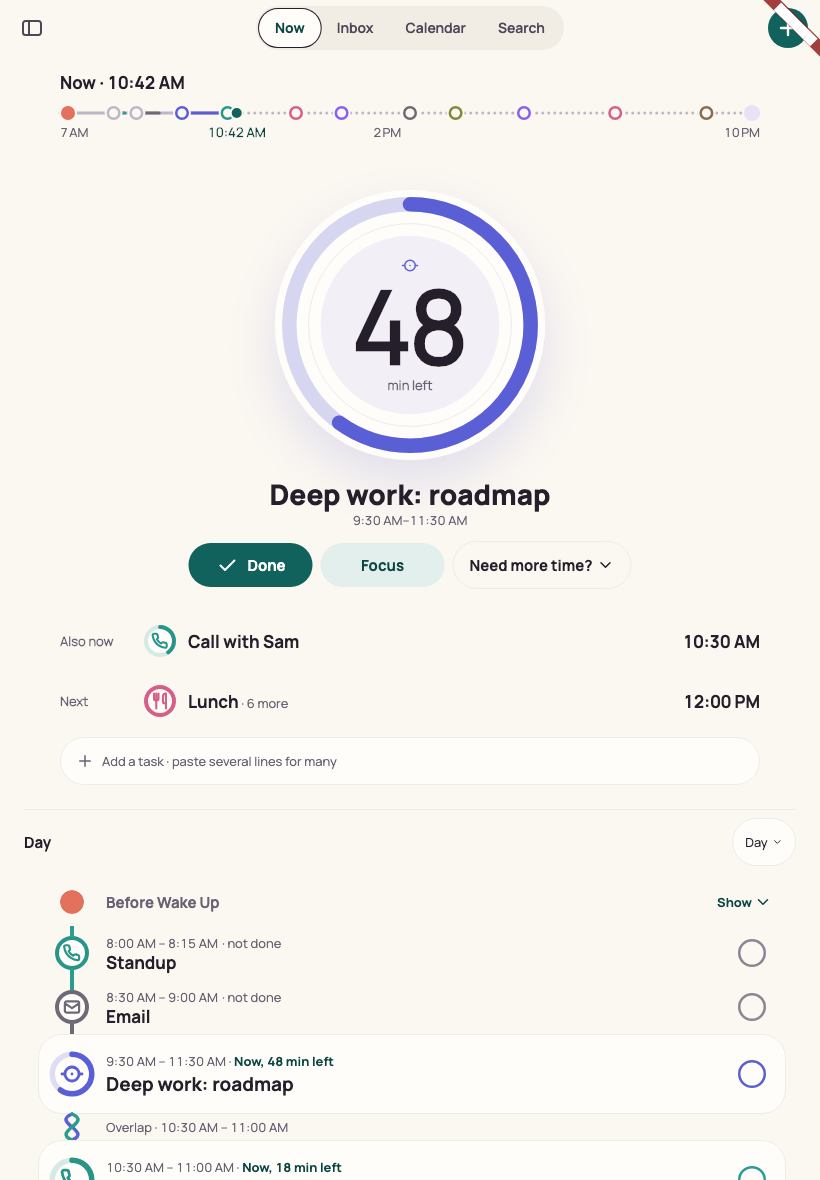 Now
Inbox
Calendar
Search
Now · 10:42 AM
7 AM
10:42 AM
2 PM
10 PM
48
min left
Deep work: roadmap
9:30 AM–11:30 AM
Done
Focus
Need more time?
Also now
Call with Sam
10:30 AM
Next
Lunch · 6 more
12:00 PM
Add a task · paste several lines for many
Day
Day
Before Wake Up
Show
8:00 AM – 8:15 AM · not done
Standup
8:30 AM – 9:00 AM · not done
Email
9:30 AM – 11:30 AM · Now, 48 min left
Deep work: roadmap
Overlap · 10:30 AM – 11:00 AM
10:30 AM – 11:00 AM · Now, 18 min left